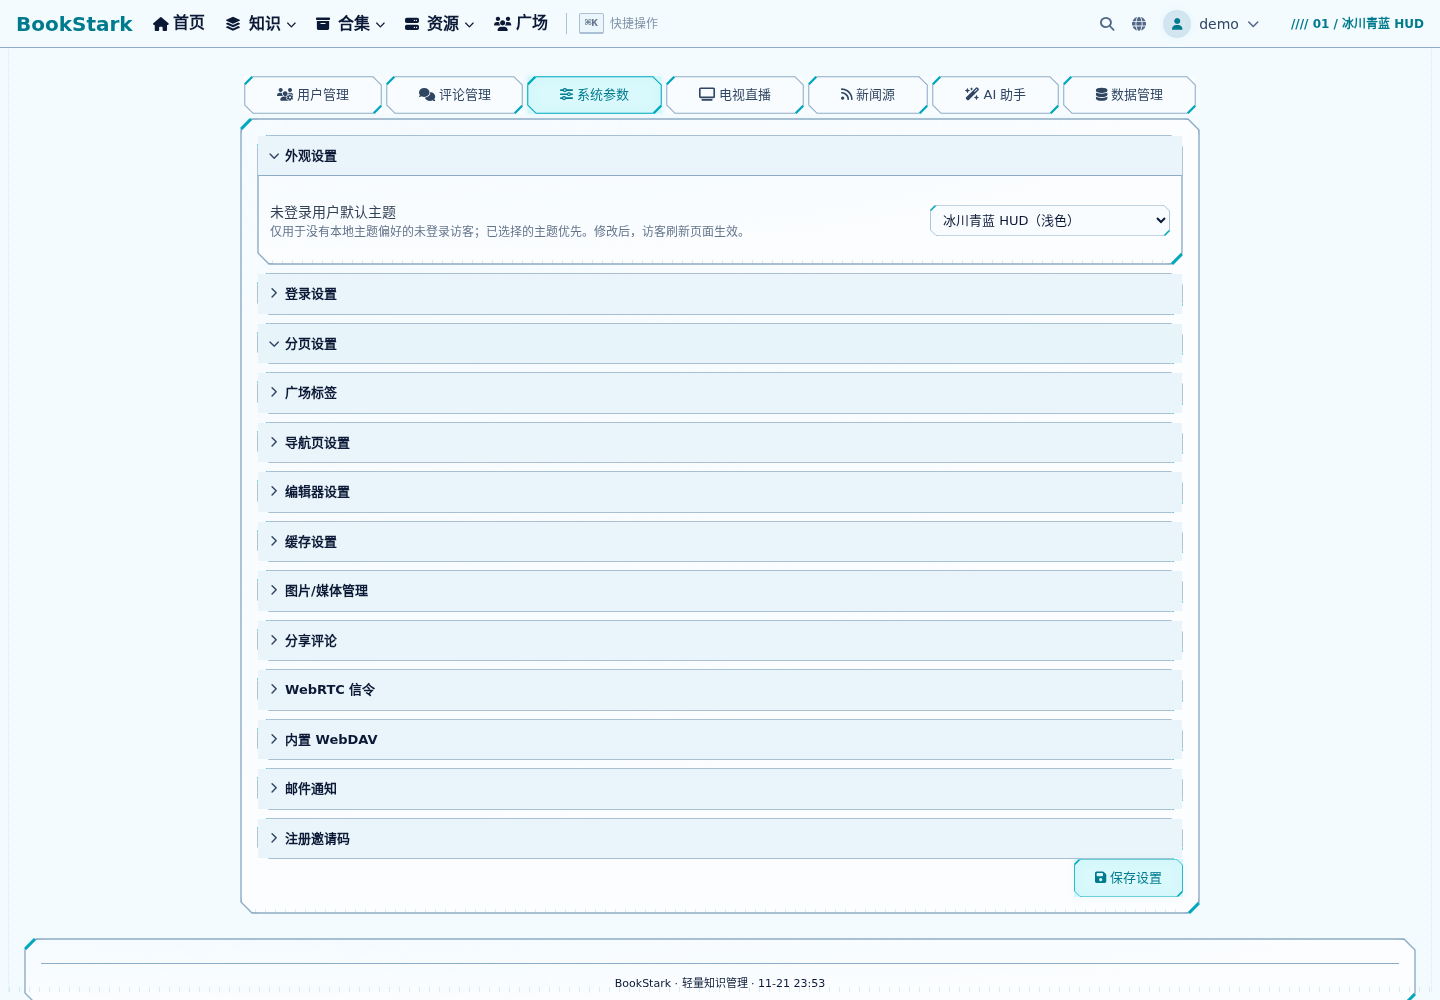 BookStark 首页 知识 合集 资源 广场 ⌘K 快捷操作 demo //// 01 / 冰川青蓝 HUD
用户管理 评论管理 系统参数 电视直播 新闻源 AI 助手 数据管理
外观设置
未登录用户默认主题
仅用于没有本地主题偏好的未登录访客；已选择的主题优先。修改后，访客刷新页面生效。
冰川青蓝 HUD（浅色）
登录设置
分页设置
广场标签
导航页设置
编辑器设置
缓存设置
图片/媒体管理
分享评论
WebRTC 信令
内置 WebDAV
邮件通知
注册邀请码
保存设置
BookStark · 轻量知识管理 · 11-21 23:53